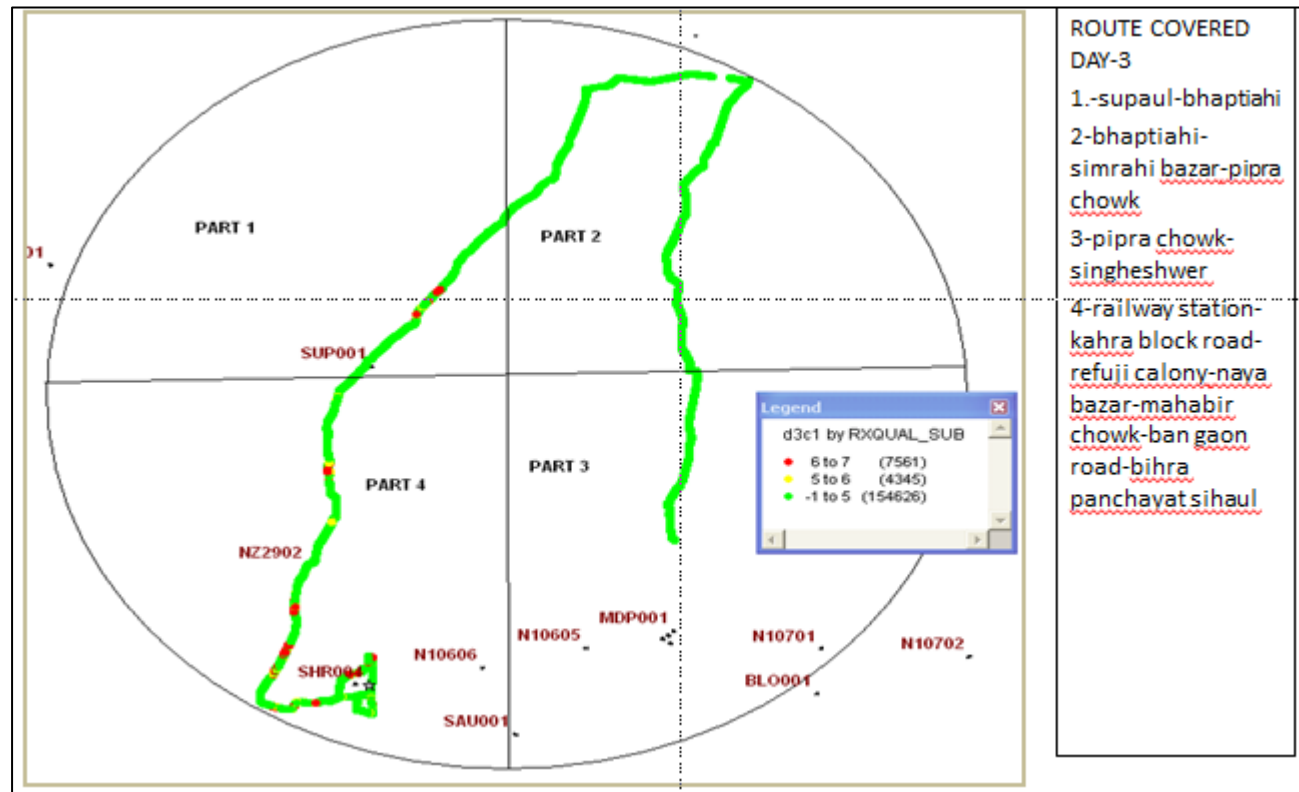 PART 1
PART 2
01
SUP001
PART 3
PART 4
NZ2902
MDP001
N10605
N10606
N10701
N10702
SHR004
BLO001
SAU001
Legend
d3c1 by RXQUAL_SUB
6 to 7 (7561)
5 to 6 (4345)
-1 to 5 (154626)
ROUTE COVERED
DAY-3
1.-supaul-bhaptiahi
2-bhaptiahi-
simrahi bazar-pipra
chowk
3-pipra chowk-
singheshwer
4-railway station-
kahra block road-
refuji calony-naya
bazar-mahabir
chowk-ban gaon
road-bihra
panchayat sihaul